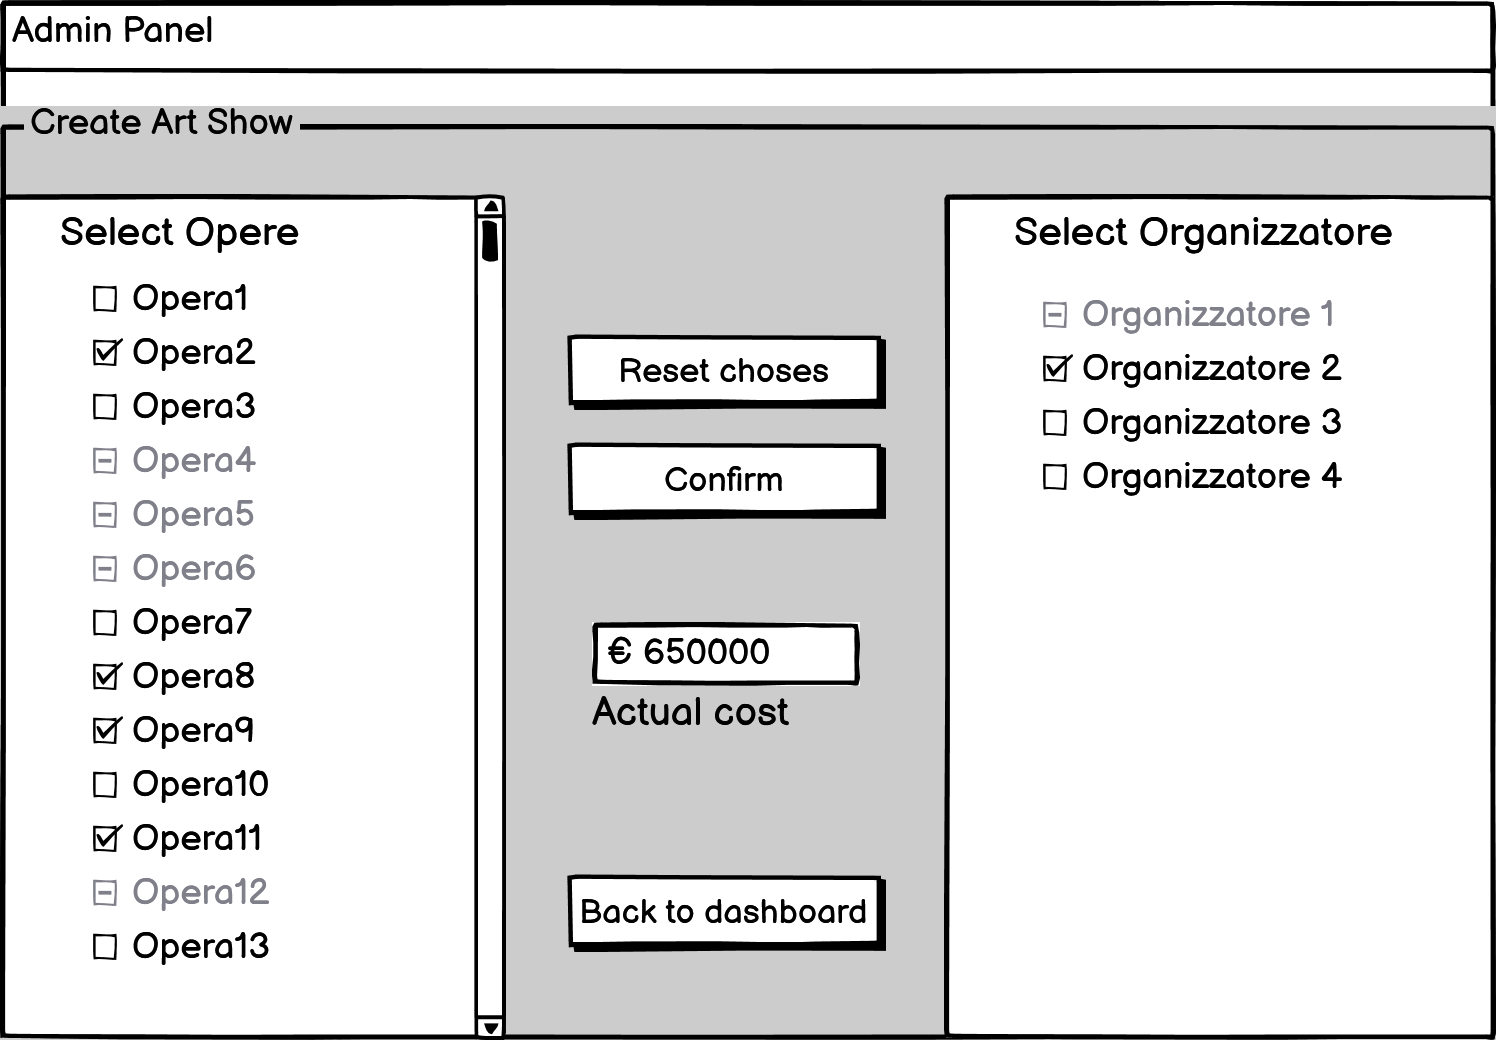 Admin Panel
Create Art Show
Select Opere
Opera1
Opera2
Opera3
Opera4
Opera5
Opera6
Opera7
Opera8
Opera9
Opera10
Opera11
Opera12
Opera13
Reset choses
Confirm
€ 650000
Actual cost
Back to dashboard
Select Organizzatore
Organizzatore 1
Organizzatore 2
Organizzatore 3
Organizzatore 4